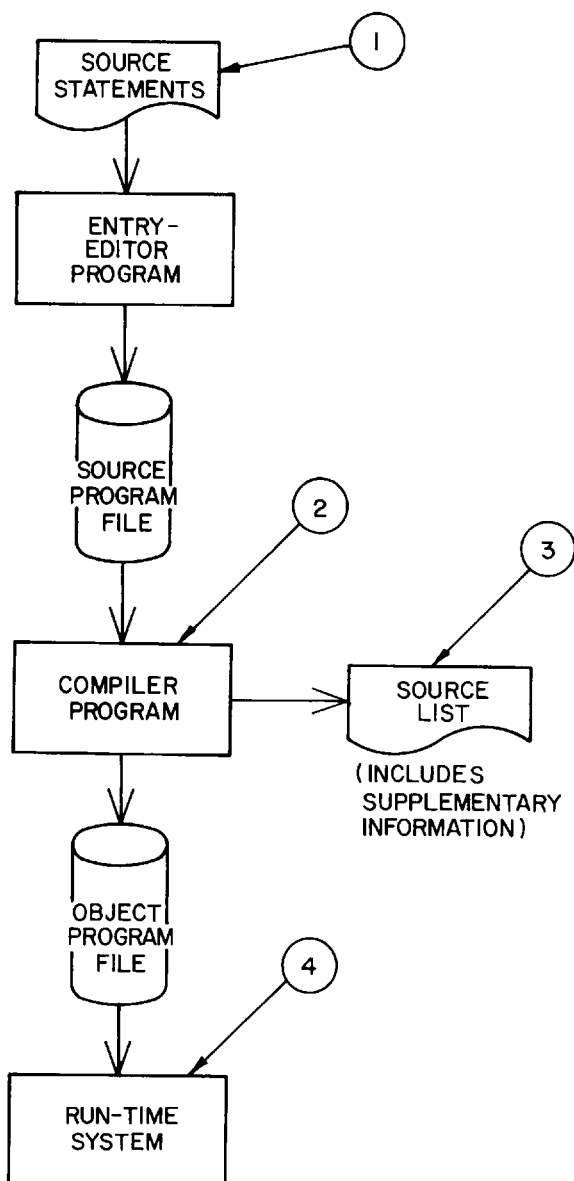 1
SOURCE
STATEMENTS
ENTRY-
EDITOR
PROGRAM
SOURCE
PROGRAM
FILE
2
3
COMPILER
PROGRAM
SOURCE
LIST
(INCLUDES
SUPPLEMENTARY
INFORMATION)
OBJECT
PROGRAM
FILE
4
RUN-TIME
SYSTEM